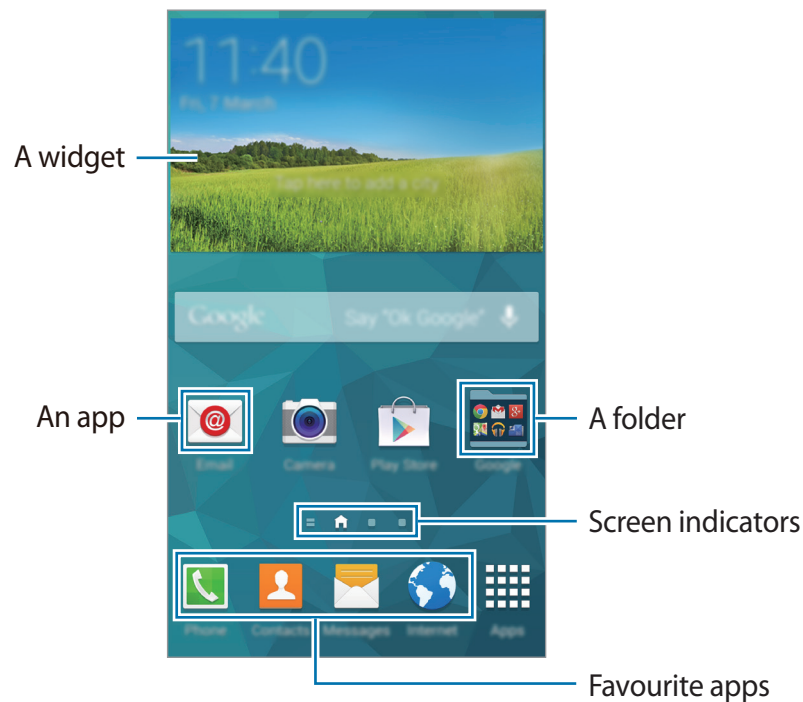 11:40
Fri, 7 March
A widget
Tap here to add a city
Google Say "Ok Google"
An app
A folder
Email Camera Play Store Google
Screen indicators
Phone Contacts Messages Internet Apps
Favourite apps